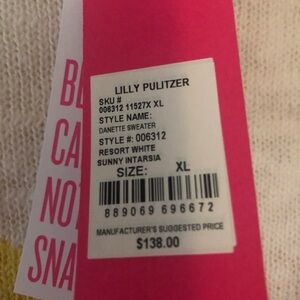 BE
CA
NOT
SNA
LILLY PULITZER
SKU #
006312 11527X XL
STYLE NAME:
DANETTE SWEATER
STYLE #: 006312
RESORT WHITE
SUNNY INTARSIA
SIZE: XL
889069 696672
MANUFACTURER'S SUGGESTED PRICE
$138.00